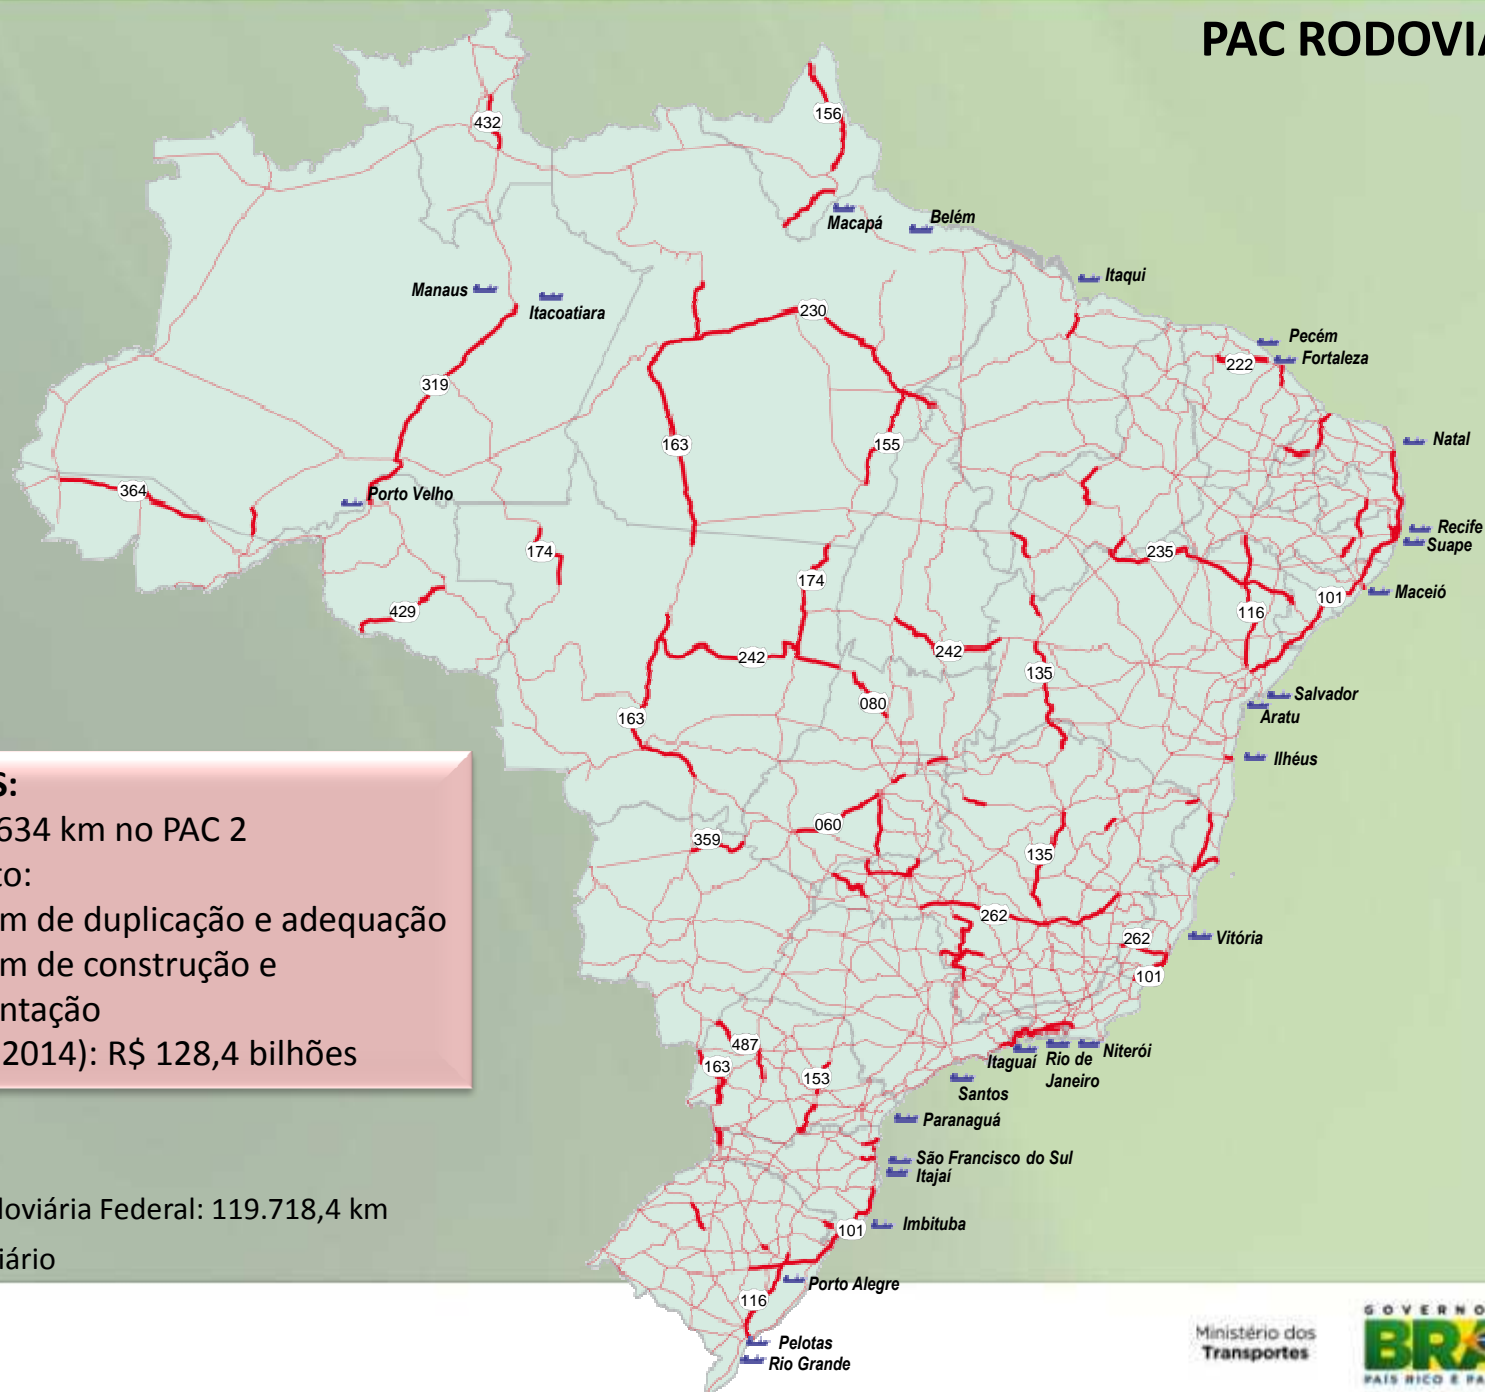 PAC RODOVIA
432
156
Macapá
Belém
Itaqui
Manaus
Itacoatiara
230
Pecém
Fortaleza
222
319
163
155
Natal
364
Porto Velho
Recife
Suape
174
235
174
Maceió
101
116
429
242
242
135
Salvador
Aratu
080
163
Ilhéus
S:
634 km no PAC 2
to:
m de duplicação e adequação
m de construção e
ntação
2014): R$ 128,4 bilhões
060
359
135
262
262
Vitória
101
487
163
153
Itaguaí
Rio de
Janeiro
Niterói
Santos
Paranaguá
São Francisco do Sul
Itajaí
loviária Federal: 119.718,4 km
iário
101
Imbituba
Porto Alegre
116
Pelotas
Rio Grande
Ministério dos
Transportes
GOVERNO
BRA
PAÍS RICO É PA